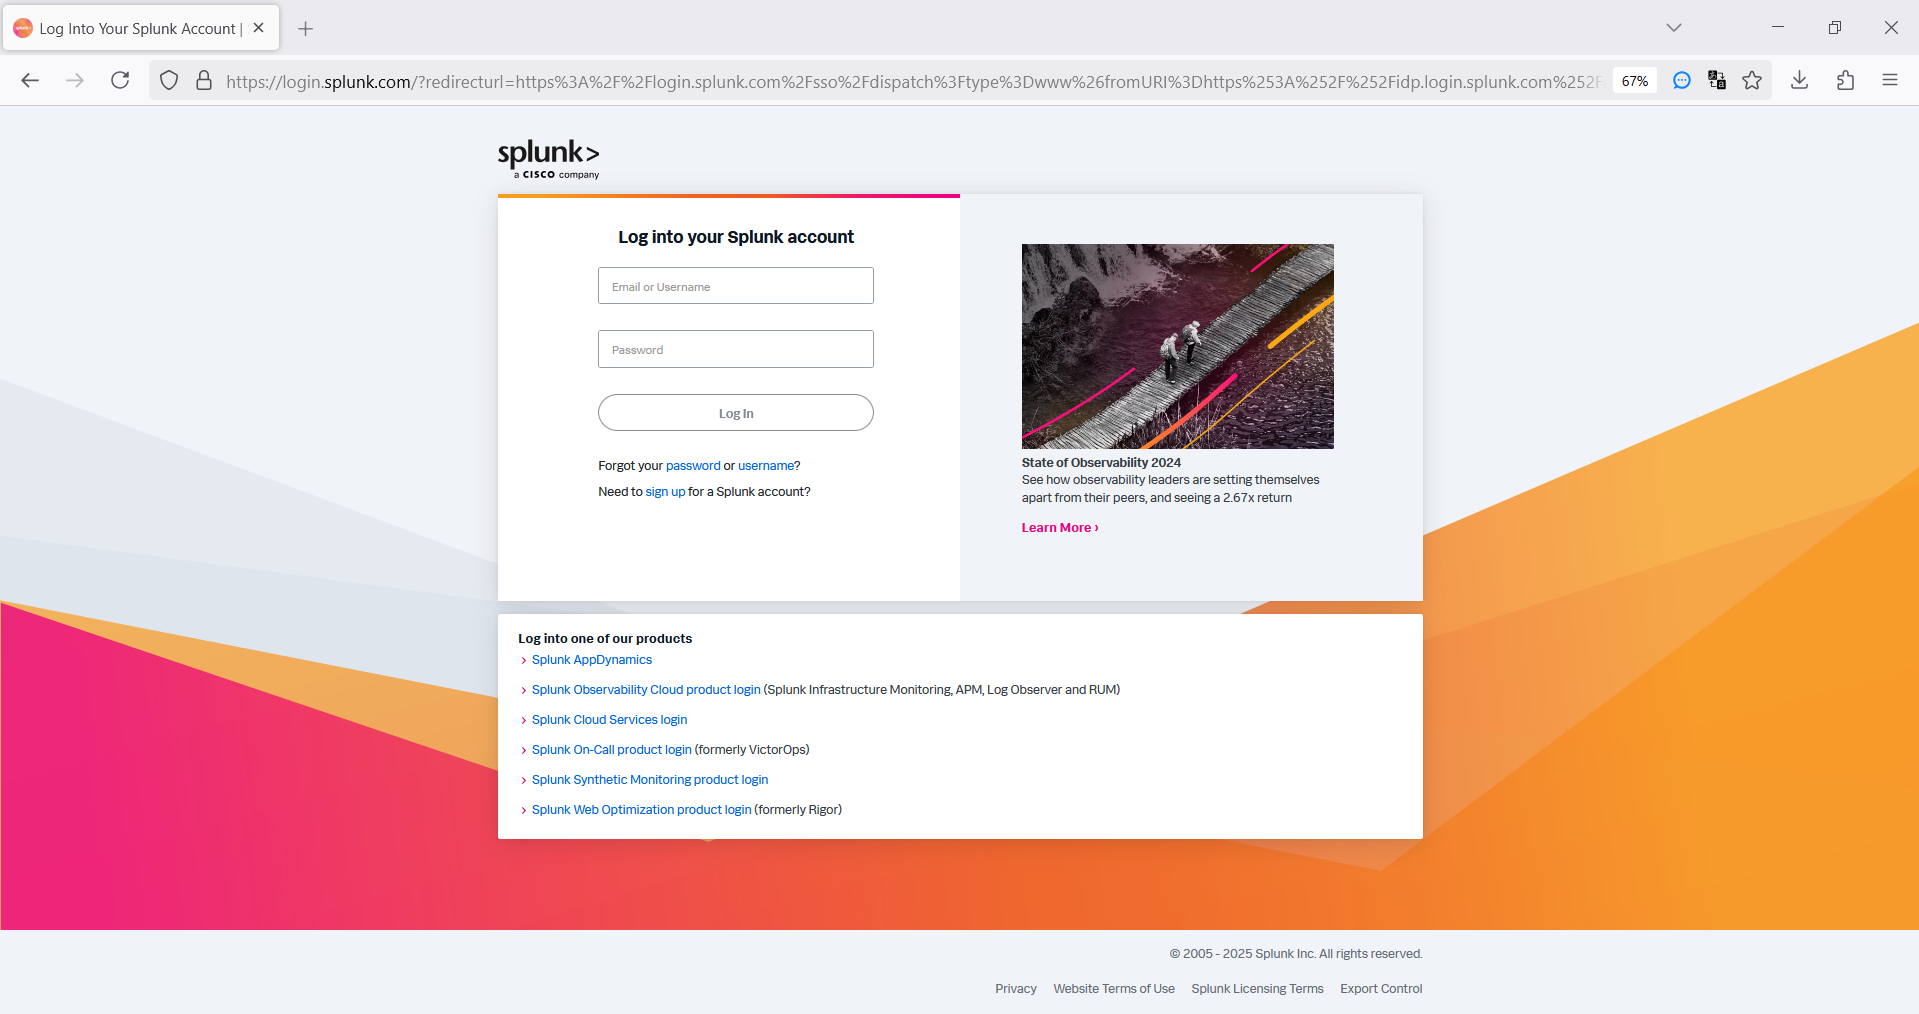 Log Into Your Splunk Account |
https://login.splunk.com/?redirecturl=https%3A%2F%2Flogin.splunk.com%2Fsso%2Fdispatch%3Ftype%3Dwww%26fromURI%3Dhttps%253A%252F%252Fidp.login.splunk.com%252F
67%
splunk>
a CISCO company
Log into your Splunk account
Email or Username
Password
Log In
Forgot your password or username?
Need to sign up for a Splunk account?
State of Observability 2024
See how observability leaders are setting themselves
apart from their peers, and seeing a 2.67x return
Learn More ›
Log into one of our products
› Splunk AppDynamics
› Splunk Observability Cloud product login (Splunk Infrastructure Monitoring, APM, Log Observer and RUM)
› Splunk Cloud Services login
› Splunk On-Call product login (formerly VictorOps)
› Splunk Synthetic Monitoring product login
› Splunk Web Optimization product login (formerly Rigor)
© 2005 - 2025 Splunk Inc. All rights reserved.
Privacy Website Terms of Use Splunk Licensing Terms Export Control